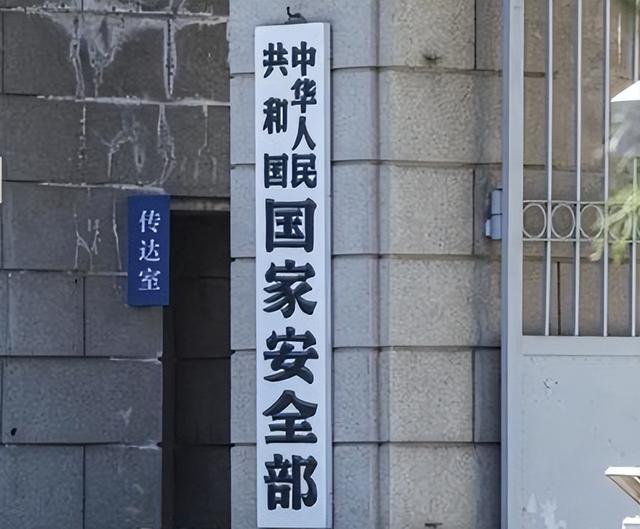 中华人民
共和国
国家安全部
传达室